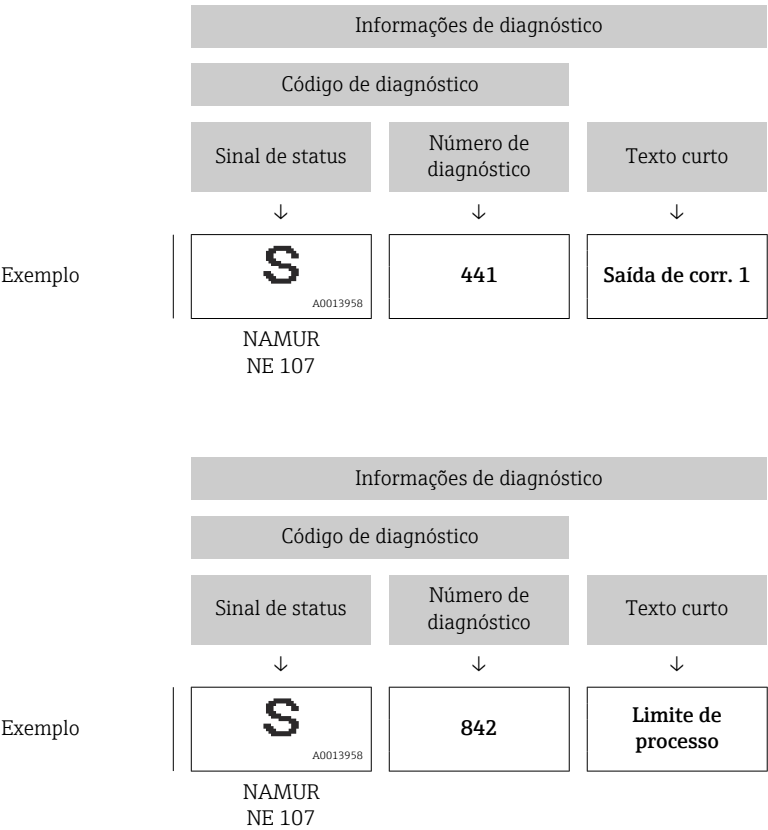 Informações de diagnóstico
Código de diagnóstico
Sinal de status
Número de
diagnóstico
Texto curto
↓ ↓ ↓
Exemplo
S
A0013958
441
Saída de corr. 1
NAMUR
NE 107
Informações de diagnóstico
Código de diagnóstico
Sinal de status
Número de
diagnóstico
Texto curto
↓ ↓ ↓
Exemplo
S
A0013958
842
Limite de
processo
NAMUR
NE 107